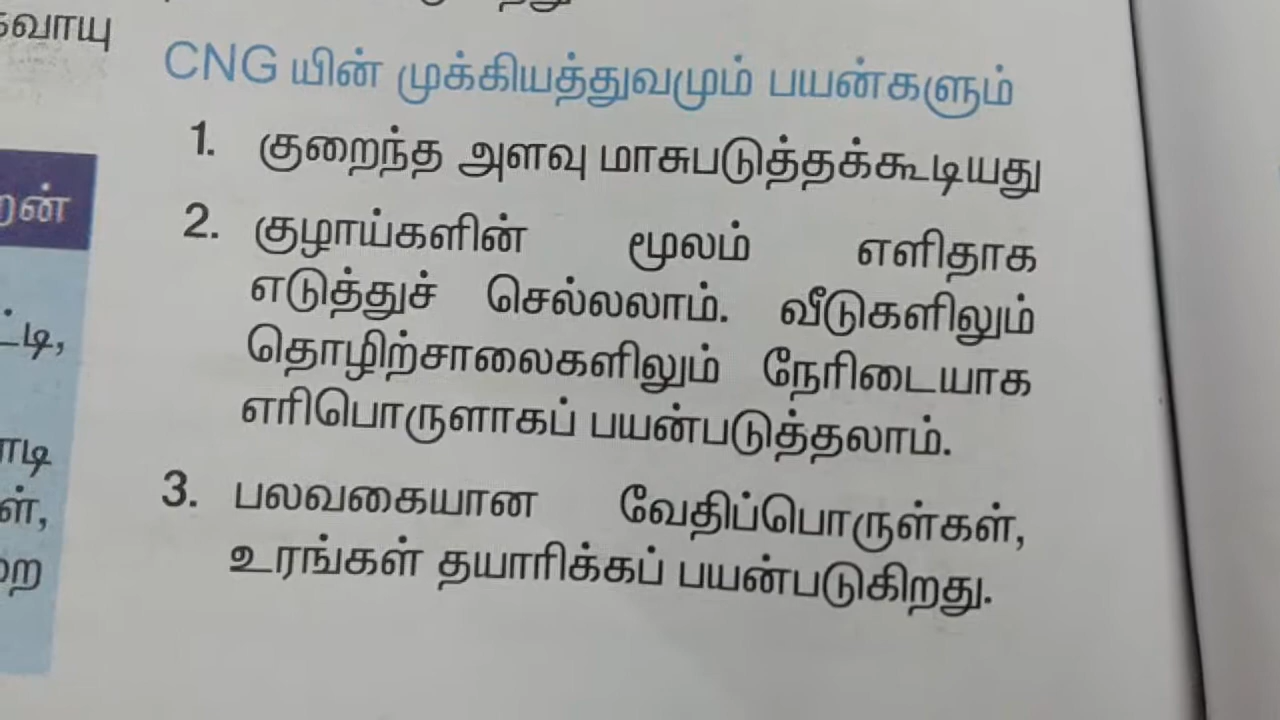 CNG யின் முக்கியத்துவமும் பயன்களும்
1. குறைந்த அளவு மாசுபடுத்தக்கூடியது
2. குழாய்களின் மூலம் எளிதாக
எடுத்துச் செல்லலாம். வீடுகளிலும்
தொழிற்சாலைகளிலும் நேரிடையாக
எரிபொருளாகப் பயன்படுத்தலாம்.
3. பலவகையான வேதிப்பொருள்கள்,
உரங்கள் தயாரிக்கப் பயன்படுகிறது.